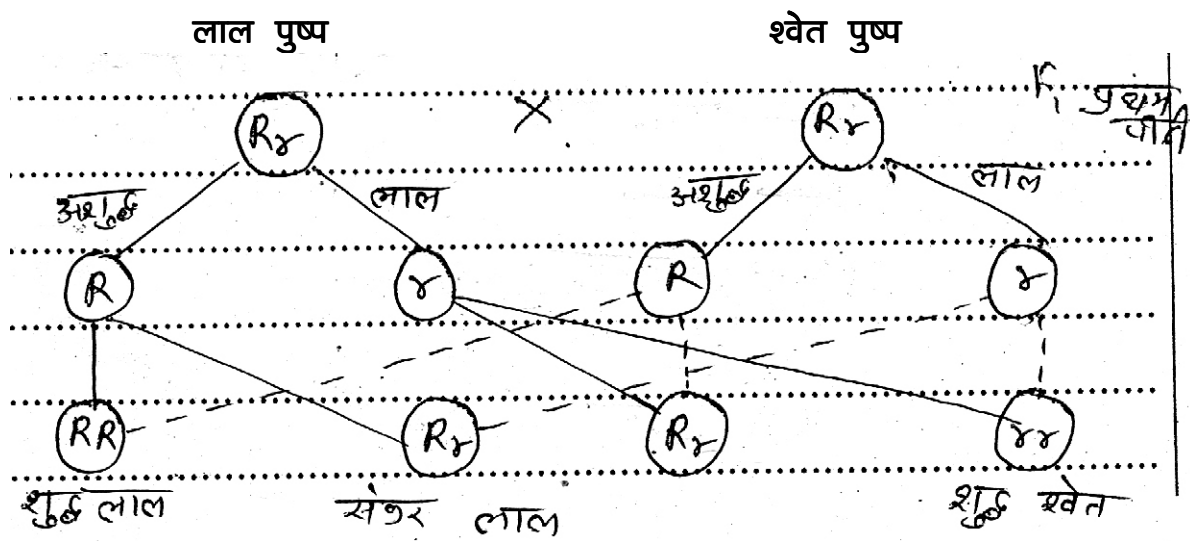 लाल पुष्प श्वेत पुष्प
Rr × Rr F₁ प्रथम
पीढी
अशुद्ध लाल अशुद्ध लाल
R r R r
RR Rr Rr rr
शुद्ध लाल संकर लाल शुद्ध श्वेत